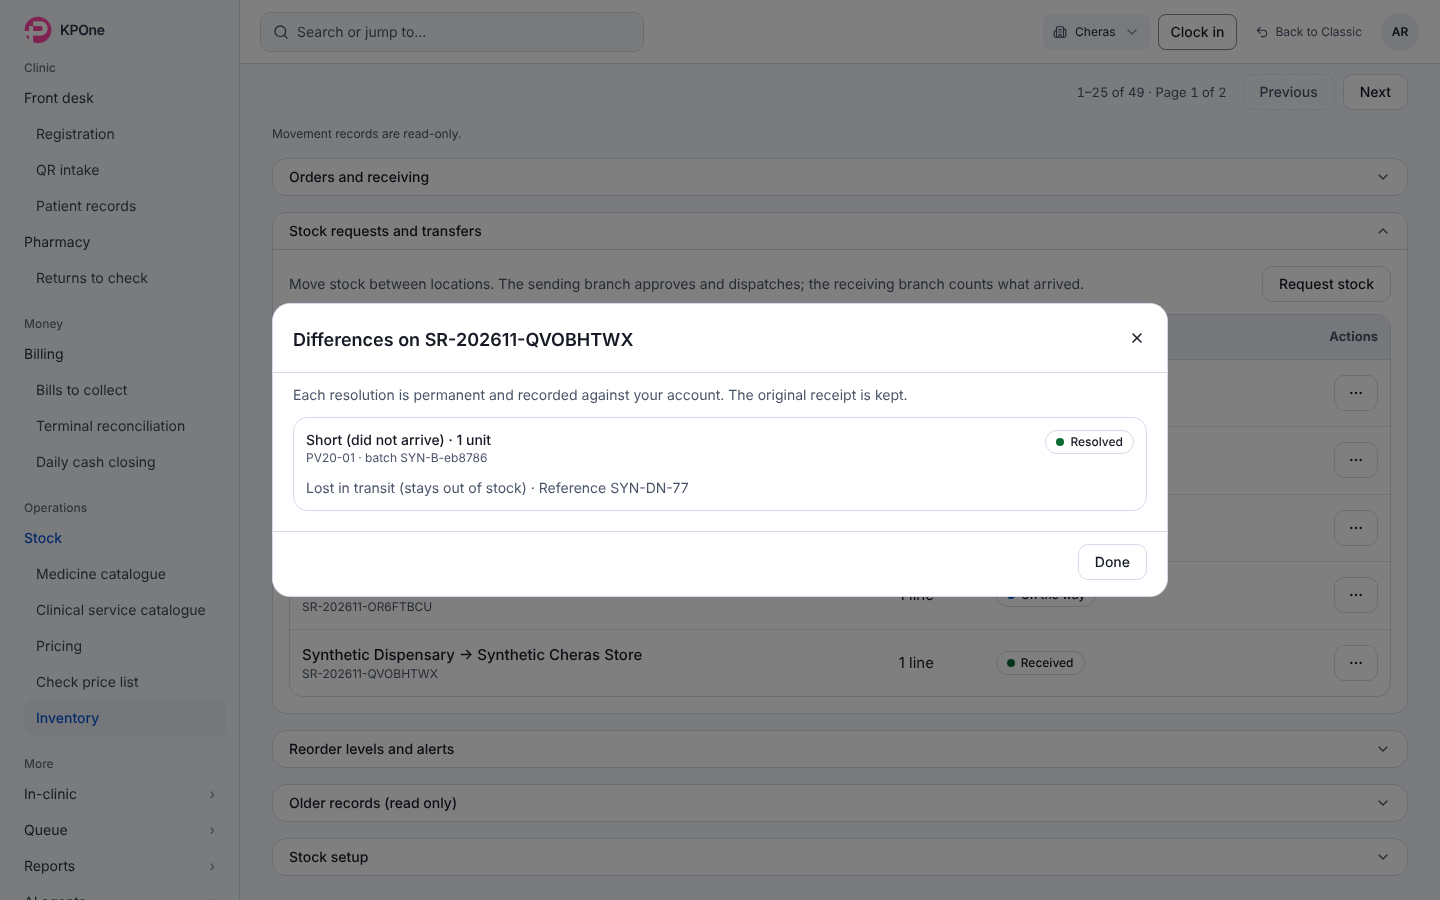 KPOne
Search or jump to...
Cheras
Clock in
Back to Classic
AR
Clinic
Front desk
Registration
QR intake
Patient records
Pharmacy
Returns to check
Money
Billing
Bills to collect
Terminal reconciliation
Daily cash closing
Operations
Stock
Medicine catalogue
Clinical service catalogue
Pricing
Check price list
Inventory
More
In-clinic
Queue
Reports
1–25 of 49 · Page 1 of 2
Previous
Next
Movement records are read-only.
Orders and receiving
Stock requests and transfers
Move stock between locations. The sending branch approves and dispatches; the receiving branch counts what arrived.
Request stock
Actions
Differences on SR-202611-QVOBHTWX
Each resolution is permanent and recorded against your account. The original receipt is kept.
Short (did not arrive) · 1 unit
Resolved
PV20-01 · batch SYN-B-eb8786
Lost in transit (stays out of stock) · Reference SYN-DN-77
Done
SR-202611-OR6FTBCU
Synthetic Dispensary → Synthetic Cheras Store
SR-202611-QVOBHTWX
1 line
Received
Reorder levels and alerts
Older records (read only)
Stock setup